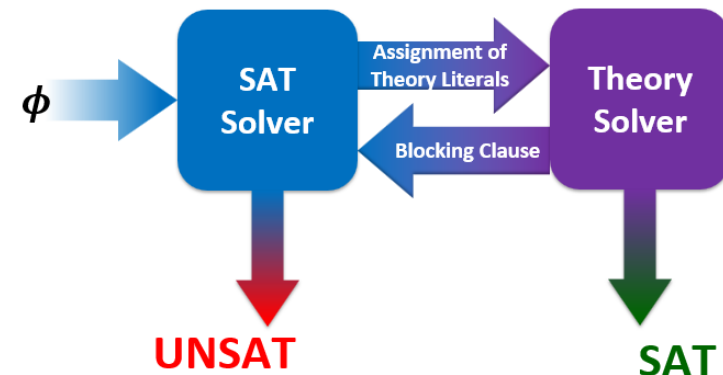 ϕ
SAT
Solver
Assignment of
Theory Literals
Blocking Clause
Theory
Solver
UNSAT
SAT